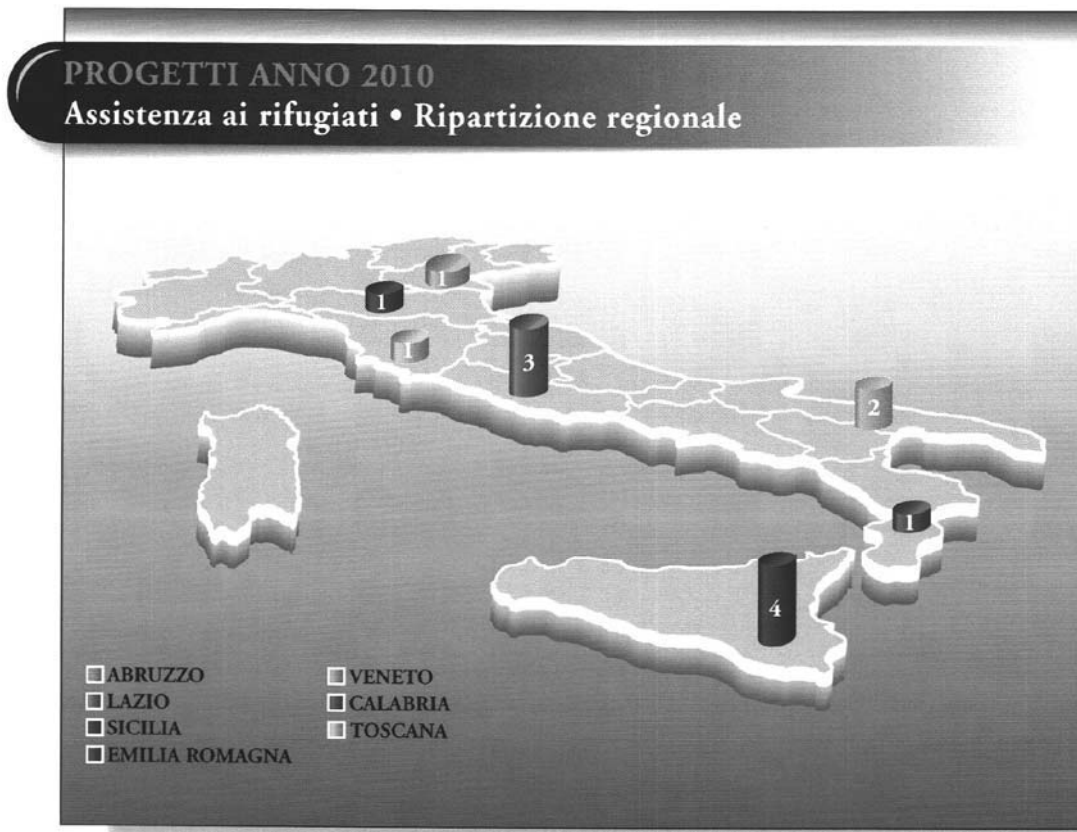 PROGETTI ANNO 2010
Assistenza ai rifugiati • Ripartizione regionale
1
1
1
3
2
1
4
ABRUZZO
LAZIO
SICILIA
EMILIA ROMAGNA
VENETO
CALABRIA
TOSCANA